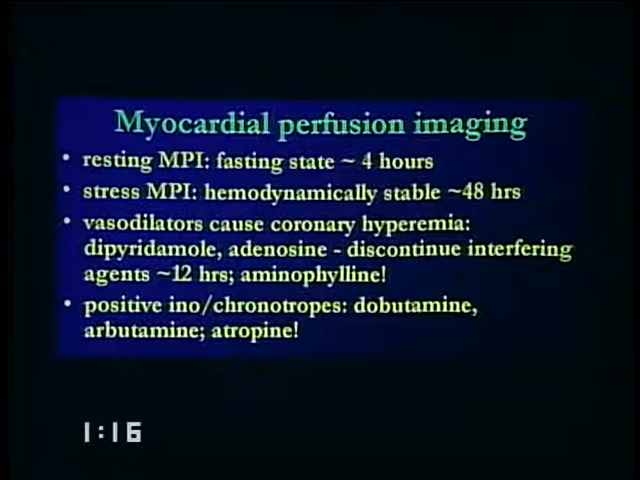 Myocardial perfusion imaging
• resting MPI: fasting state ~ 4 hours
• stress MPI: hemodynamically stable ~48 hrs
• vasodilators cause coronary hyperemia:
dipyridamole, adenosine - discontinue interfering
agents ~12 hrs; aminophylline!
• positive ino/chronotropes: dobutamine,
arbutamine; atropine!
1:16